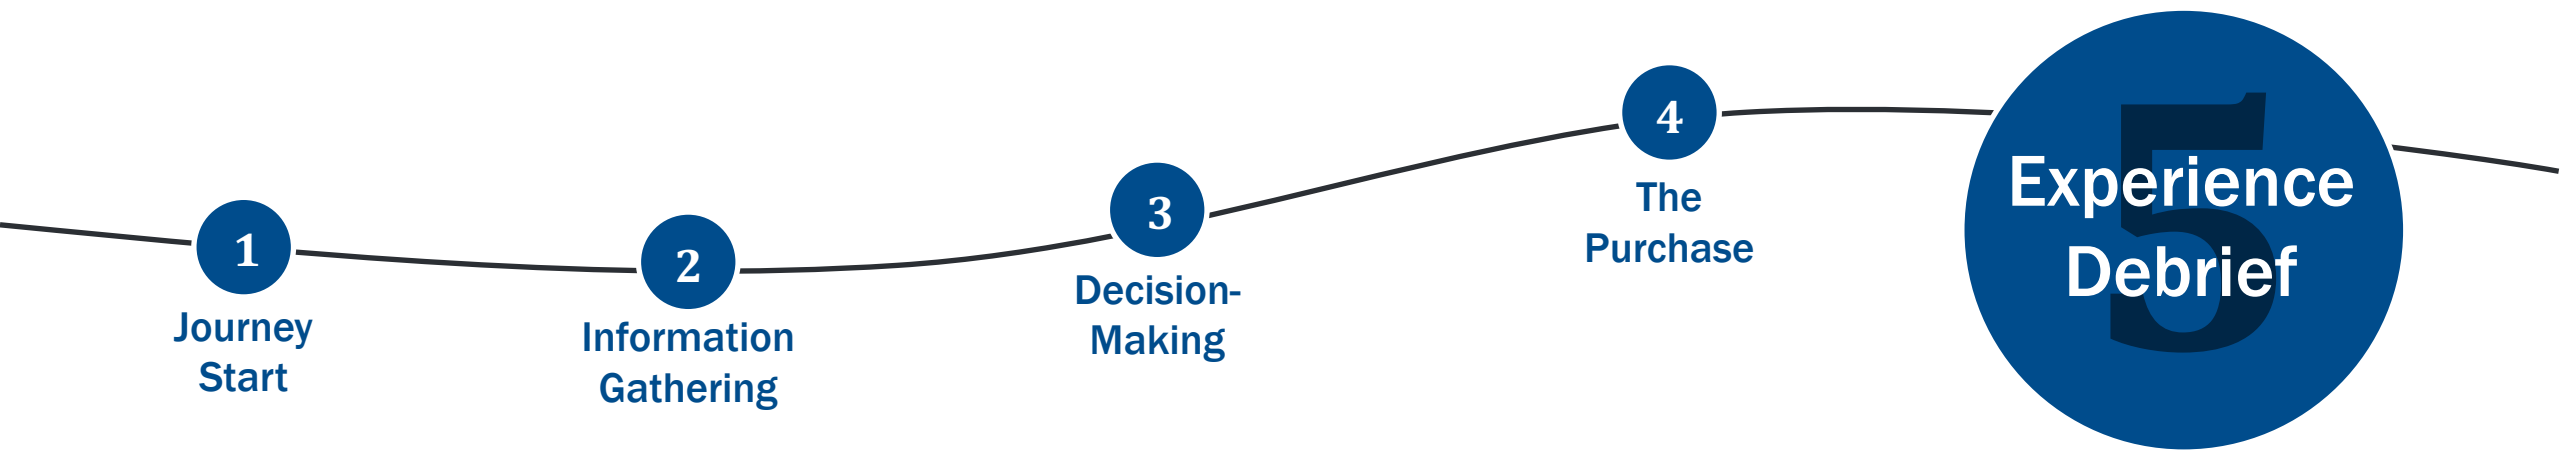 1
Journey
Start
2
Information
Gathering
3
Decision-
Making
4
The
Purchase
5
Experience
Debrief